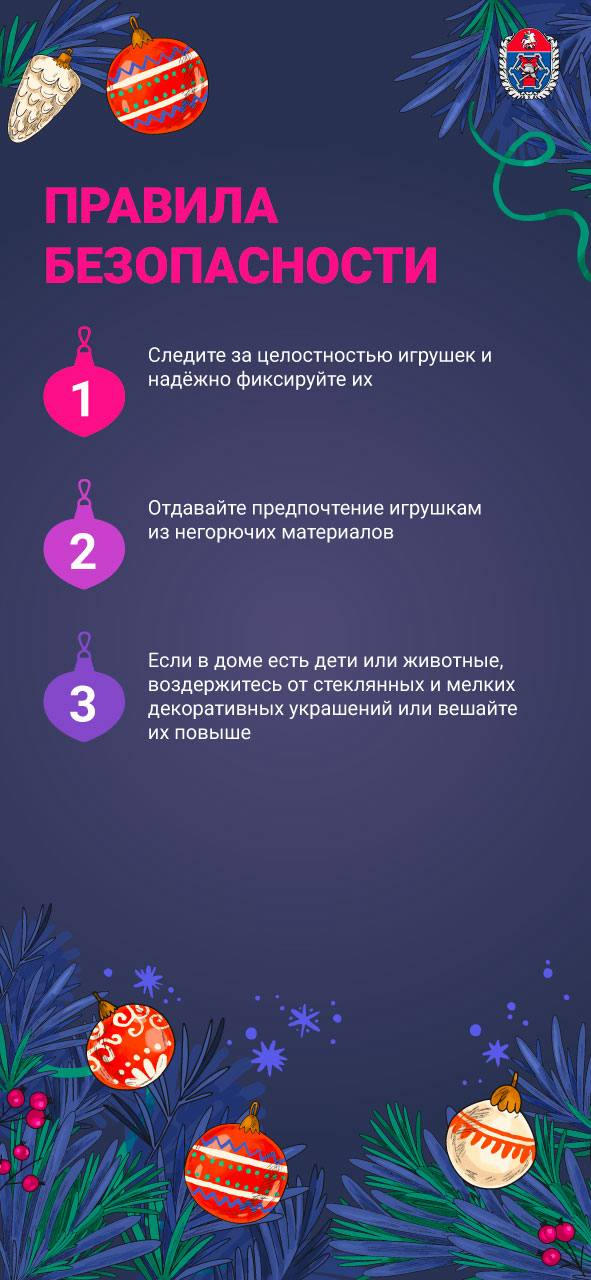 ПРАВИЛА
БЕЗОПАСНОСТИ
1
Следите за целостностью игрушек и
надёжно фиксируйте их
2
Отдавайте предпочтение игрушкам
из негорючих материалов
3
Если в доме есть дети или животные,
воздержитесь от стеклянных и мелких
декоративных украшений или вешайте
их повыше